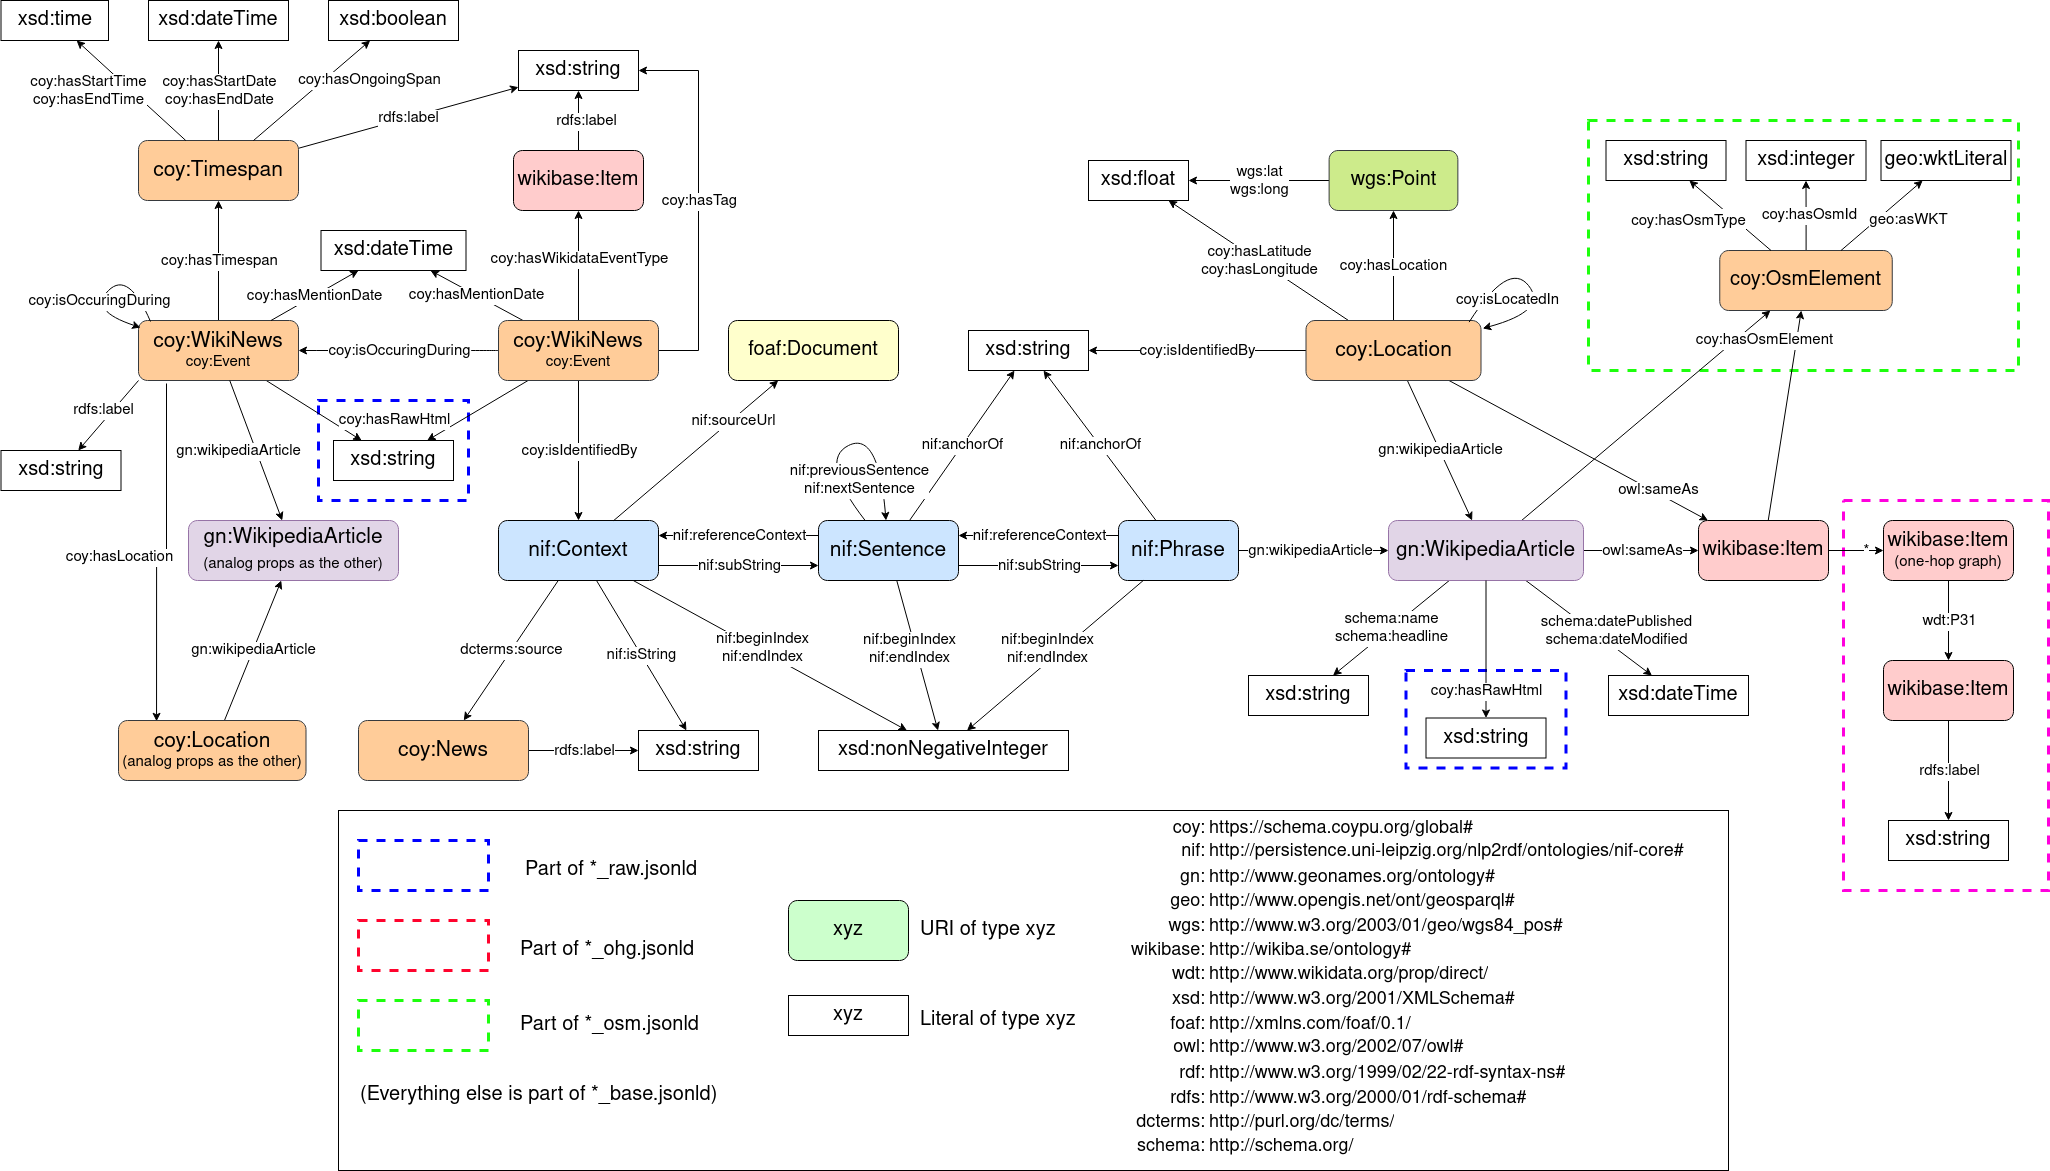 xsd:time
xsd:dateTime
xsd:boolean
xsd:string
coy:hasStartTime
coy:hasEndTime
coy:hasStartDate
coy:hasEndDate
coy:hasOngoingSpan
rdfs:label
rdfs:label
coy:Timespan
wikibase:Item
coy:hasTag
coy:hasTimespan
xsd:dateTime
coy:hasWikidataEventType
coy:isOccuringDuring
coy:hasMentionDate
coy:hasMentionDate
coy:WikiNews
coy:Event
coy:isOccuringDuring
coy:WikiNews
coy:Event
foaf:Document
rdfs:label
coy:hasRawHtml
xsd:string
gn:wikipediaArticle
xsd:string
coy:isIdentifiedBy
nif:sourceUrl
nif:previousSentence
nif:nextSentence
nif:anchorOf
nif:anchorOf
xsd:string
coy:isIdentifiedBy
coy:Location
xsd:float
wgs:lat
wgs:long
wgs:Point
coy:hasLatitude
coy:hasLongitude
coy:hasLocation
coy:isLocatedIn
xsd:string
xsd:integer
geo:wktLiteral
coy:hasOsmType
coy:hasOsmId
geo:asWKT
coy:OsmElement
coy:hasOsmElement
gn:wikipediaArticle
owl:sameAs
gn:WikipediaArticle
(analog props as the other)
coy:hasLocation
gn:wikipediaArticle
coy:Location
(analog props as the other)
nif:Context
nif:referenceContext
nif:subString
nif:Sentence
nif:referenceContext
nif:subString
nif:Phrase
gn:wikipediaArticle
gn:WikipediaArticle
owl:sameAs
wikibase:Item
*
wikibase:Item
(one-hop graph)
wdt:P31
wikibase:Item
rdfs:label
xsd:string
dcterms:source
nif:isString
nif:beginIndex
nif:endIndex
nif:beginIndex
nif:endIndex
nif:beginIndex
nif:endIndex
schema:name
schema:headline
schema:datePublished
schema:dateModified
xsd:string
coy:hasRawHtml
xsd:string
xsd:dateTime
coy:News
rdfs:label
xsd:string
xsd:nonNegativeInteger
Part of *_raw.jsonld
Part of *_ohg.jsonld
Part of *_osm.jsonld
(Everything else is part of *_base.jsonld)
xyz
URI of type xyz
xyz
Literal of type xyz
coy: https://schema.coypu.org/global#
nif: http://persistence.uni-leipzig.org/nlp2rdf/ontologies/nif-core#
gn: http://www.geonames.org/ontology#
geo: http://www.opengis.net/ont/geosparql#
wgs: http://www.w3.org/2003/01/geo/wgs84_pos#
wikibase: http://wikiba.se/ontology#
wdt: http://www.wikidata.org/prop/direct/
xsd: http://www.w3.org/2001/XMLSchema#
foaf: http://xmlns.com/foaf/0.1/
owl: http://www.w3.org/2002/07/owl#
rdf: http://www.w3.org/1999/02/22-rdf-syntax-ns#
rdfs: http://www.w3.org/2000/01/rdf-schema#
dcterms: http://purl.org/dc/terms/
schema: http://schema.org/